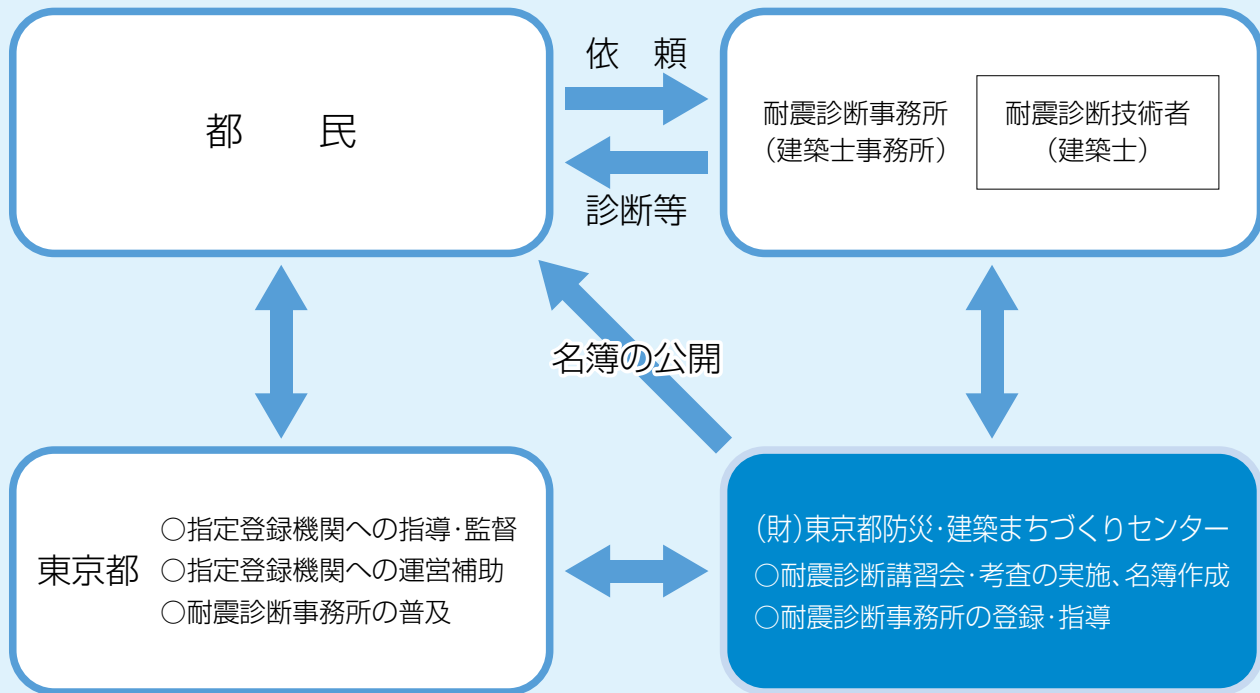 都　民
依　頼
診断等
耐震診断事務所
（建築士事務所）
耐震診断技術者
（建築士）
名簿の公開
東京都
○指定登録機関への指導･監督
○指定登録機関への運営補助
○耐震診断事務所の普及
(財)東京都防災･建築まちづくりセンター
○耐震診断講習会･考査の実施、名簿作成
○耐震診断事務所の登録･指導